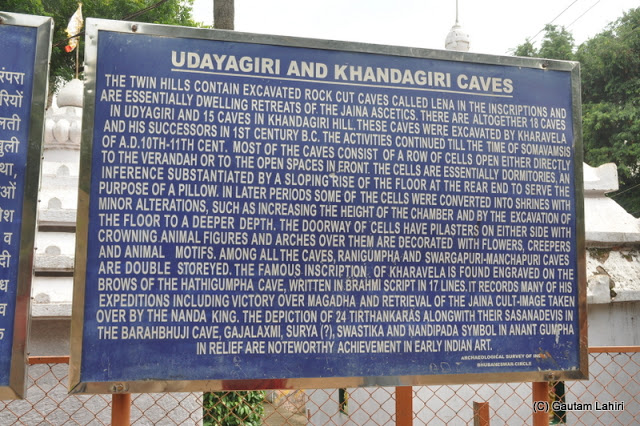 UDAYAGIRI AND KHANDAGIRI CAVES
THE TWIN HILLS CONTAIN EXCAVATED ROCK CUT CAVES CALLED LENA IN THE INSCRIPTIONS AND
ARE ESSENTIALLY DWELLING RETREATS OF THE JAINA ASCETICS. THERE ARE ALTOGETHER 18 CAVES
IN UDYAGIRI AND 15 CAVES IN KHANDAGIRI HILL. THESE CAVES WERE EXCAVATED BY KHARAVELA
AND HIS SUCCESSORS IN 1ST CENTURY B.C. THE ACTIVITIES CONTINUED TILL THE TIME OF SOMAVAMSIS
OF A.D.10TH-11TH CENT. MOST OF THE CAVES CONSIST OF A ROW OF CELLS OPEN EITHER DIRECTLY
TO THE VERANDAH OR TO THE OPEN SPACES IN FRONT. THE CELLS ARE ESSENTIALLY DORMITORIES, AN
INFERENCE SUBSTANTIATED BY A SLOPING RISE OF THE FLOOR AT THE REAR END TO SERVE THE
PURPOSE OF A PILLOW. IN LATER PERIODS SOME OF THE CELLS WERE CONVERTED INTO SHRINES WITH
MINOR ALTERATIONS, SUCH AS INCREASING THE HEIGHT OF THE CHAMBER AND BY THE EXCAVATION OF
THE FLOOR TO A DEEPER DEPTH. THE DOORWAY OF CELLS HAVE PILASTERS ON EITHER SIDE WITH
CROWNING ANIMAL FIGURES AND ARCHES OVER THEM ARE DECORATED WITH FLOWERS, CREEPERS
AND ANIMAL MOTIFS. AMONG ALL THE CAVES, RANIGUMPHA AND SWARGAPURI-MANCHAPURI CAVES
ARE DOUBLE STOREYED. THE FAMOUS INSCRIPTION OF KHARAVELA IS FOUND ENGRAVED ON THE
BROWS OF THE HATHIGUMPHA CAVE, WRITTEN IN BRAHMI SCRIPT IN 17 LINES. IT RECORDS MANY OF HIS
EXPEDITIONS INCLUDING VICTORY OVER MAGADHA AND RETRIEVAL OF THE JAINA CULT-IMAGE TAKEN
OVER BY THE NANDA KING. THE DEPICTION OF 24 TIRTHANKARAS ALONGWITH THEIR SASANADEVIS IN
THE BARAHBHUJI CAVE, GAJALAXMI, SURYA (?), SWASTIKA AND NANDIPADA SYMBOL IN ANANT GUMPHA
IN RELIEF ARE NOTEWORTHY ACHIEVEMENT IN EARLY INDIAN ART.
ARCHAEOLOGICAL SURVEY OF INDIA
BHUBANESWAR CIRCLE
(C) Gautam Lahiri